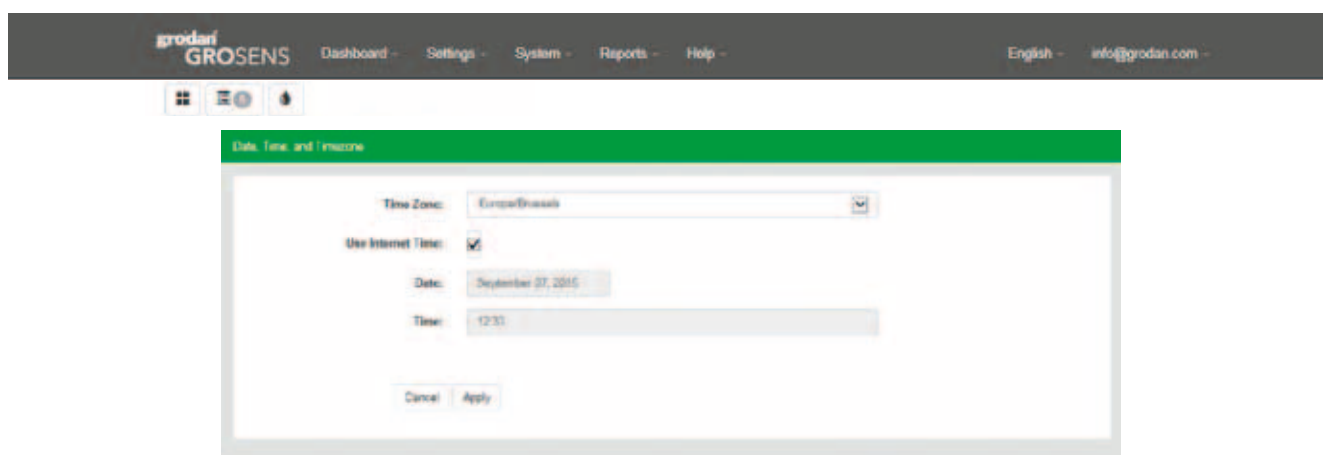 grodan
GROSENS Dashboard Settings System Reports Help English info@grodan.com
Date, Time, and Timezone
Time Zone: Europe/Brussels
Use Internet Time:
Date: September 07, 2015
Time: 12:33
Cancel Apply